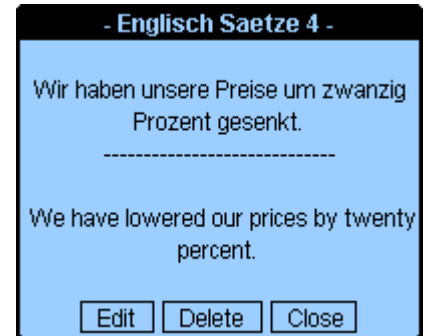 - Englisch Saetze 4 -
Wir haben unsere Preise um zwanzig
Prozent gesenkt.
-----------------------------
We have lowered our prices by twenty
percent.
Edit Delete Close